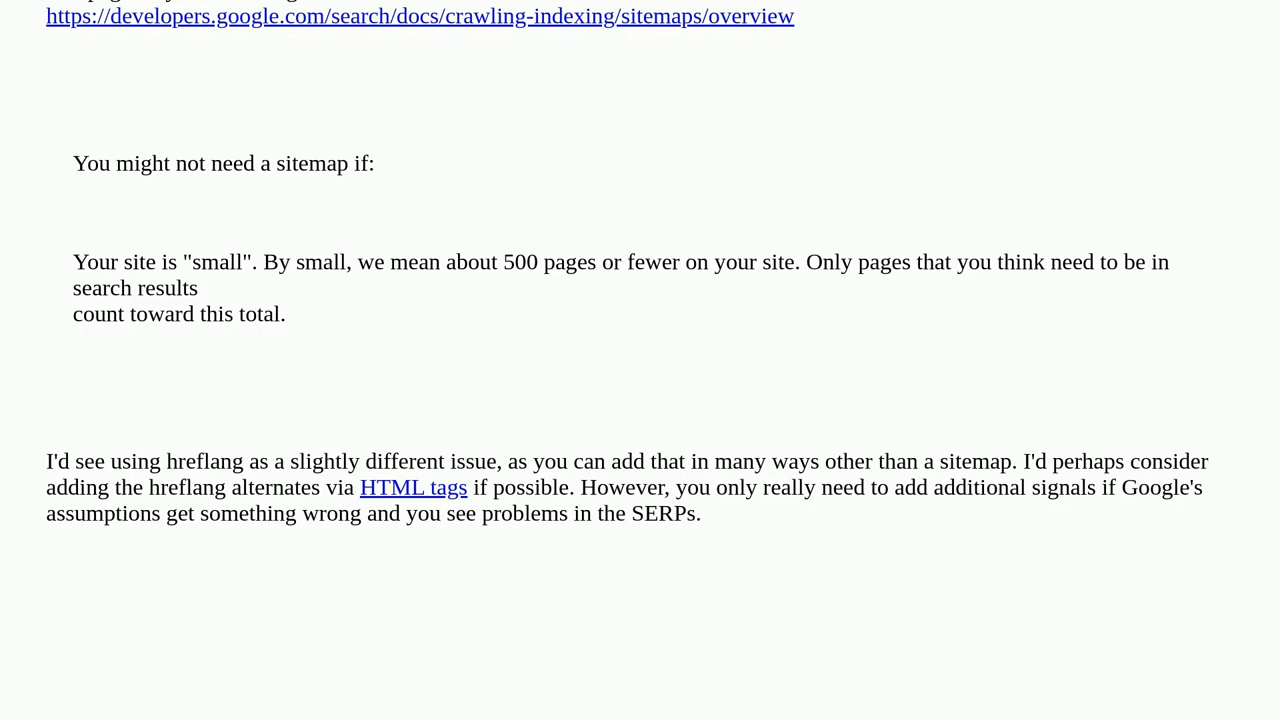 https://developers.google.com/search/docs/crawling-indexing/sitemaps/overview
You might not need a sitemap if:
Your site is "small". By small, we mean about 500 pages or fewer on your site. Only pages that you think need to be in
search results
count toward this total.
I'd see using hreflang as a slightly different issue, as you can add that in many ways other than a sitemap. I'd perhaps consider
adding the hreflang alternates via HTML tags if possible. However, you only really need to add additional signals if Google's
assumptions get something wrong and you see problems in the SERPs.